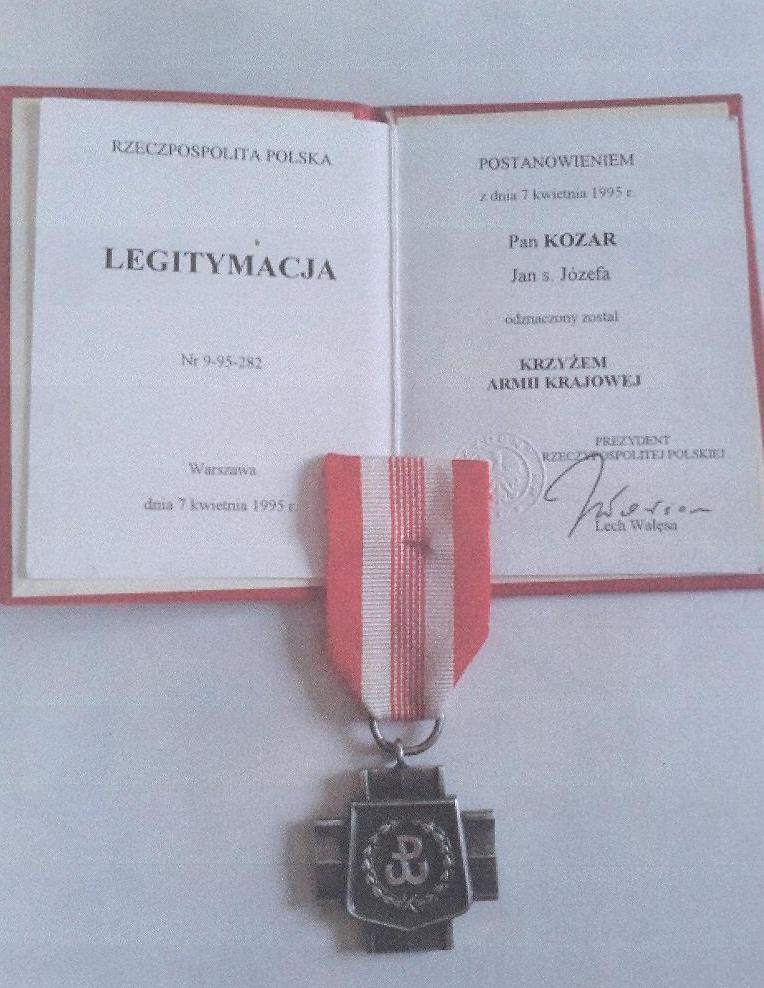 RZECZPOSPOLITA POLSKA
LEGITYMACJA
Nr 9-95-282
Warszawa
dnia 7 kwietnia 1995 r.
POSTANOWIENIEM
z dnia 7 kwietnia 1995 r.
Pan KOZAR
Jan s. Józefa
odznaczony został
KRZYŻEM
ARMII KRAJOWEJ
PREZYDENT
RZECZYPOSPOLITEJ POLSKIEJ
Lech Wałęsa